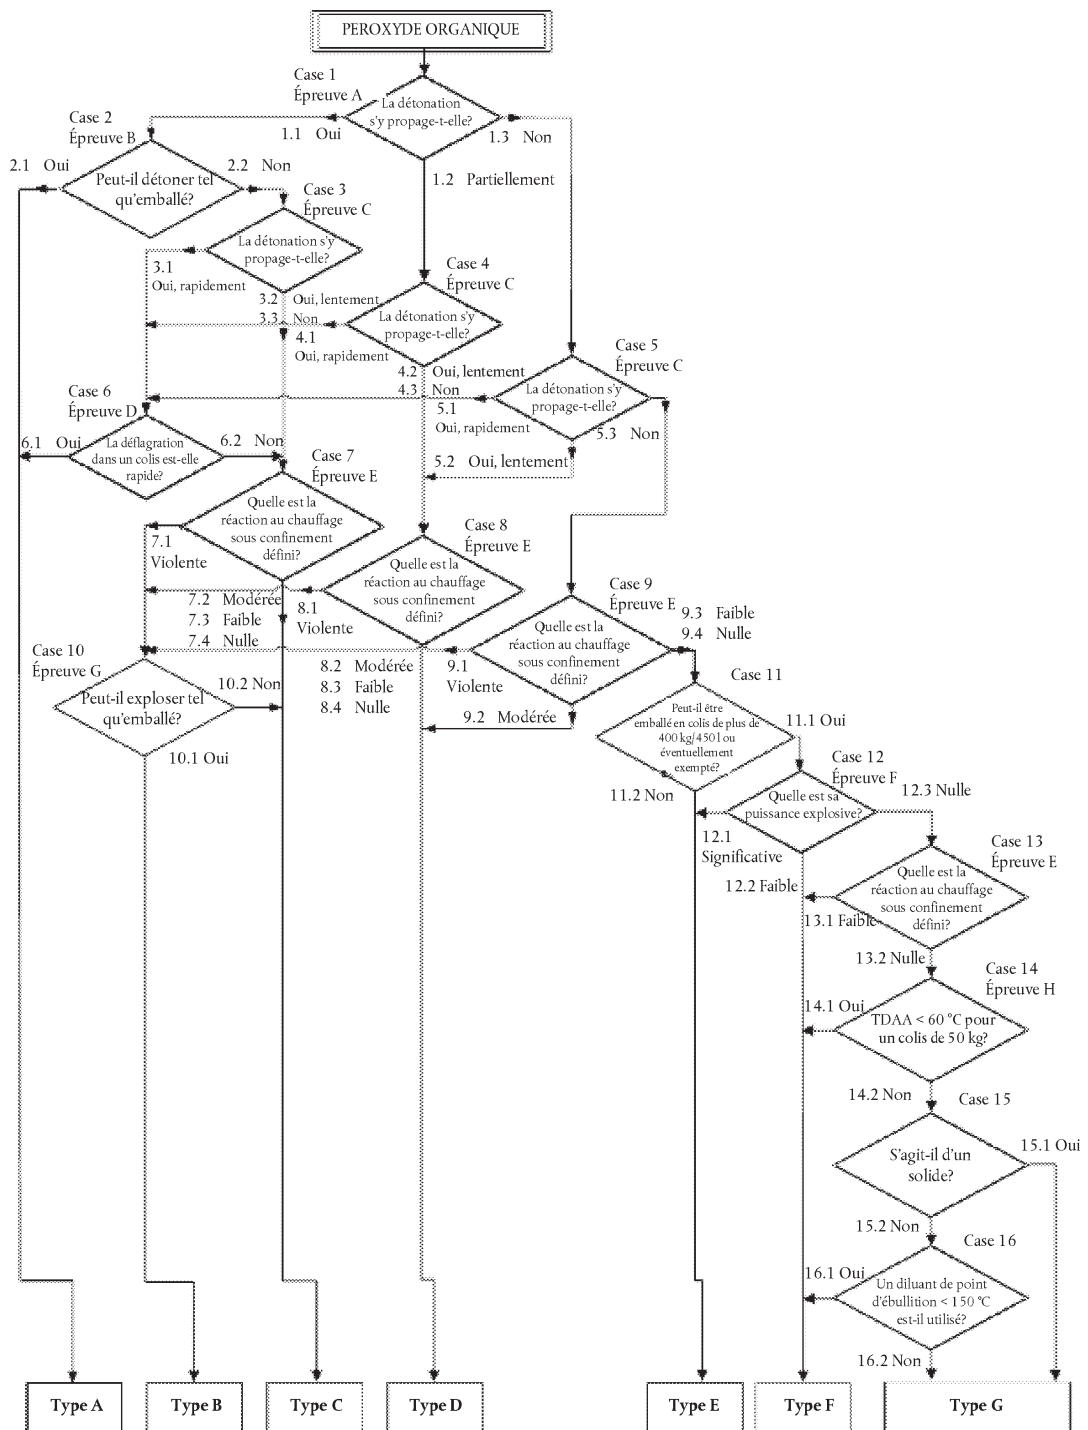 PEROXYDE ORGANIQUE
Case 1
Épreuve A
La détonation
s'y propage-t-elle?
1.1 Oui
1.3 Non
1.2 Partiellement
Case 2
Épreuve B
2.1 Oui
2.2 Non
Peut-il détoner tel
qu'emballé?
Case 3
Épreuve C
La détonation s'y
propage-t-elle?
3.1
Oui, rapidement
3.2 Oui, lentement
3.3 Non
Case 4
Épreuve C
La détonation s'y
propage-t-elle?
4.1
Oui, rapidement
4.2 Oui, lentement
4.3 Non
Case 5
Épreuve C
La détonation s'y
propage-t-elle?
5.1
Oui, rapidement
5.3 Non
5.2 Oui, lentement
Case 6
Épreuve D
6.1 Oui
6.2 Non
La déflagration
dans un colis est-elle
rapide?
Case 7
Épreuve E
Quelle est la
réaction au chauffage
sous confinement
défini?
7.1
Violente
7.2 Modérée
7.3 Faible
7.4 Nulle
Case 8
Épreuve E
Quelle est la
réaction au chauffage
sous confinement
défini?
8.1
Violente
8.2 Modérée
8.3 Faible
8.4 Nulle
Case 9
Épreuve E
Quelle est la
réaction au chauffage
sous confinement
défini?
9.1
Violente
9.2 Modérée
9.3 Faible
9.4 Nulle
Case 10
Épreuve G
Peut-il exploser tel
qu'emballé?
10.2 Non
10.1 Oui
Case 11
Peut-il être
emballé en colis de plus de
400 kg/450 l ou
éventuellement
exempté?
11.1 Oui
11.2 Non
Case 12
Épreuve F
Quelle est sa
puissance explosive?
12.3 Nulle
12.1
Significative
12.2 Faible
Case 13
Épreuve E
Quelle est la
réaction au chauffage
sous confinement
défini?
13.1 Faible
13.2 Nulle
Case 14
Épreuve H
14.1 Oui
TDAA < 60 °C pour
un colis de 50 kg?
14.2 Non
Case 15
S'agit-il d'un
solide?
15.1 Oui
15.2 Non
Case 16
16.1 Oui
Un diluant de point
d'ébullition < 150 °C
est-il utilisé?
16.2 Non
Type A
Type B
Type C
Type D
Type E
Type F
Type G